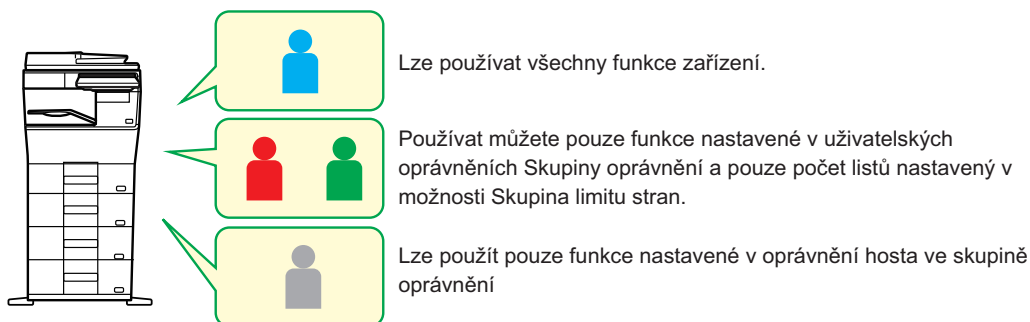 Lze používat všechny funkce zařízení.
Používat můžete pouze funkce nastavené v uživatelských
oprávněních Skupiny oprávnění a pouze počet listů nastavený v
možnosti Skupina limitu stran.
Lze použít pouze funkce nastavené v oprávnění hosta ve skupině
oprávnění